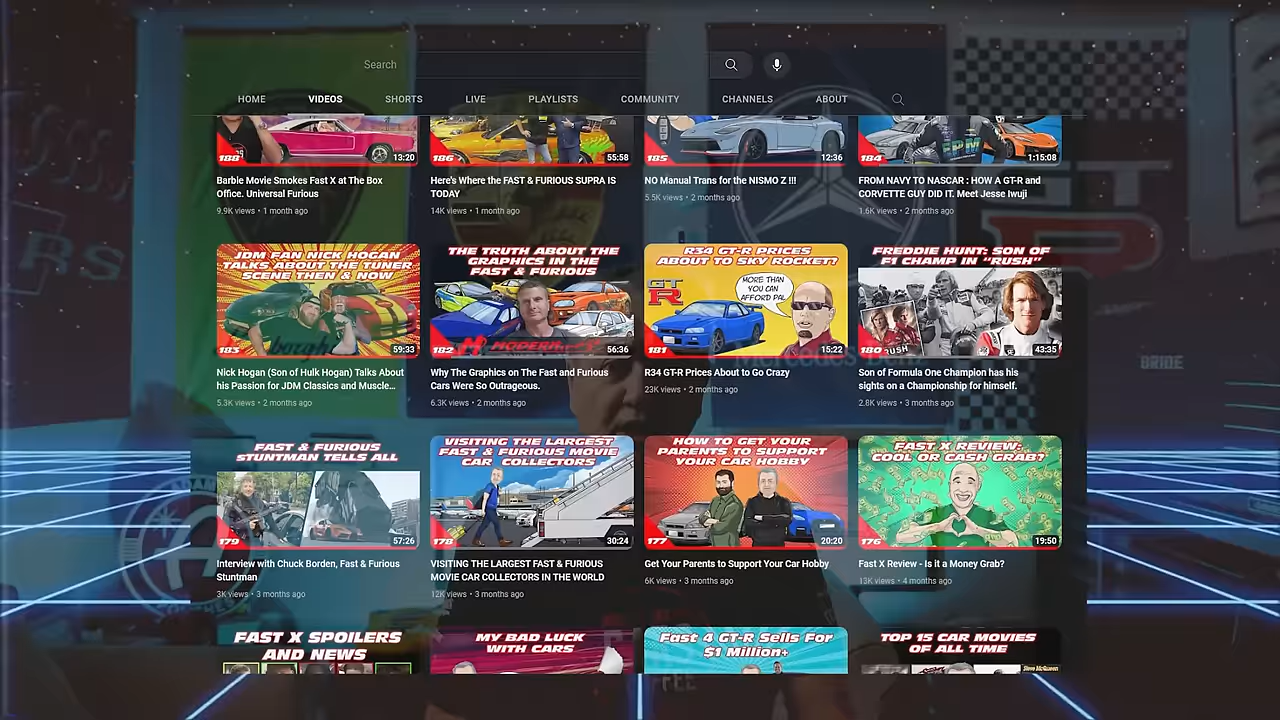 Search
HOME VIDEOS SHORTS LIVE PLAYLISTS COMMUNITY CHANNELS ABOUT
188 13:20
186 55:58
185 12:36
184 1:15:08
Barbie Movie Smokes Fast X at The Box
Office. Universal Furious
9.9K views • 1 month ago
Here's Where the FAST & FURIOUS SUPRA IS
TODAY
14K views • 1 month ago
NO Manual Trans for the NISMO Z !!!
5.5K views • 2 months ago
FROM NAVY TO NASCAR : HOW A GT-R and
CORVETTE GUY DID IT. Meet Jesse Iwuji
1.6K views • 2 months ago
JDM FAN NICK HOGAN
TALKS ABOUT THE TUNER
SCENE THEN & NOW
183 59:33
Nick Hogan (Son of Hulk Hogan) Talks About
his Passion for JDM Classics and Muscle...
5.3K views • 2 months ago
THE TRUTH ABOUT THE
GRAPHICS IN THE
FAST & FURIOUS
182 56:36
Why The Graphics on The Fast and Furious
Cars Were So Outrageous.
6.3K views • 2 months ago
R34 GT-R PRICES
ABOUT TO SKY ROCKET?
GT
R
MORE THAN
YOU CAN
AFFORD PAL
181 15:22
R34 GT-R Prices About to Go Crazy
23K views • 2 months ago
FREDDIE HUNT: SON OF
F1 CHAMP IN "RUSH"
RUSH
180 43:35
Son of Formula One Champion has his
sights on a Championship for himself.
2.8K views • 3 months ago
FAST & FURIOUS
STUNTMAN TELLS ALL
179 57:26
Interview with Chuck Borden, Fast & Furious
Stuntman
3K views • 3 months ago
VISITING THE LARGEST
FAST & FURIOUS MOVIE
CAR COLLECTORS
178 30:24
VISITING THE LARGEST FAST & FURIOUS
MOVIE CAR COLLECTORS IN THE WORLD
12K views • 3 months ago
HOW TO GET YOUR
PARENTS TO SUPPORT
YOUR CAR HOBBY
177 20:20
Get Your Parents to Support Your Car Hobby
6K views • 3 months ago
FAST X REVIEW:
COOL OR CASH GRAB?
176 19:50
Fast X Review - Is it a Money Grab?
13K views • 4 months ago
FAST X SPOILERS
AND NEWS
MY BAD LUCK
WITH CARS
Fast 4 GT-R Sells For
$1 Million+
TOP 15 CAR MOVIES
OF ALL TIME
Steve McQueen
BRIDE